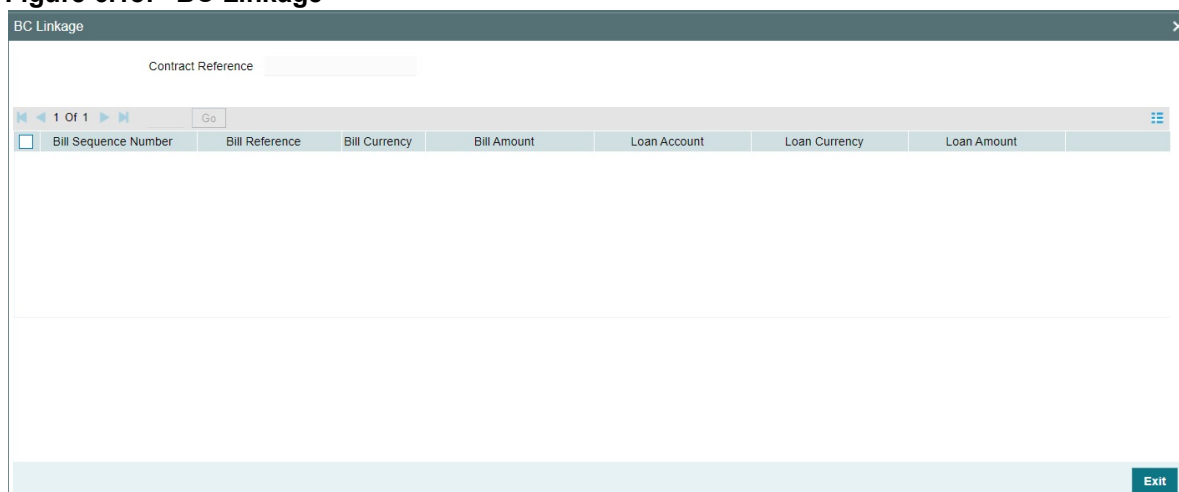 BC Linkage
Contract Reference
1 Of 1 Go
Bill Sequence Number Bill Reference Bill Currency Bill Amount Loan Account Loan Currency Loan Amount
Exit